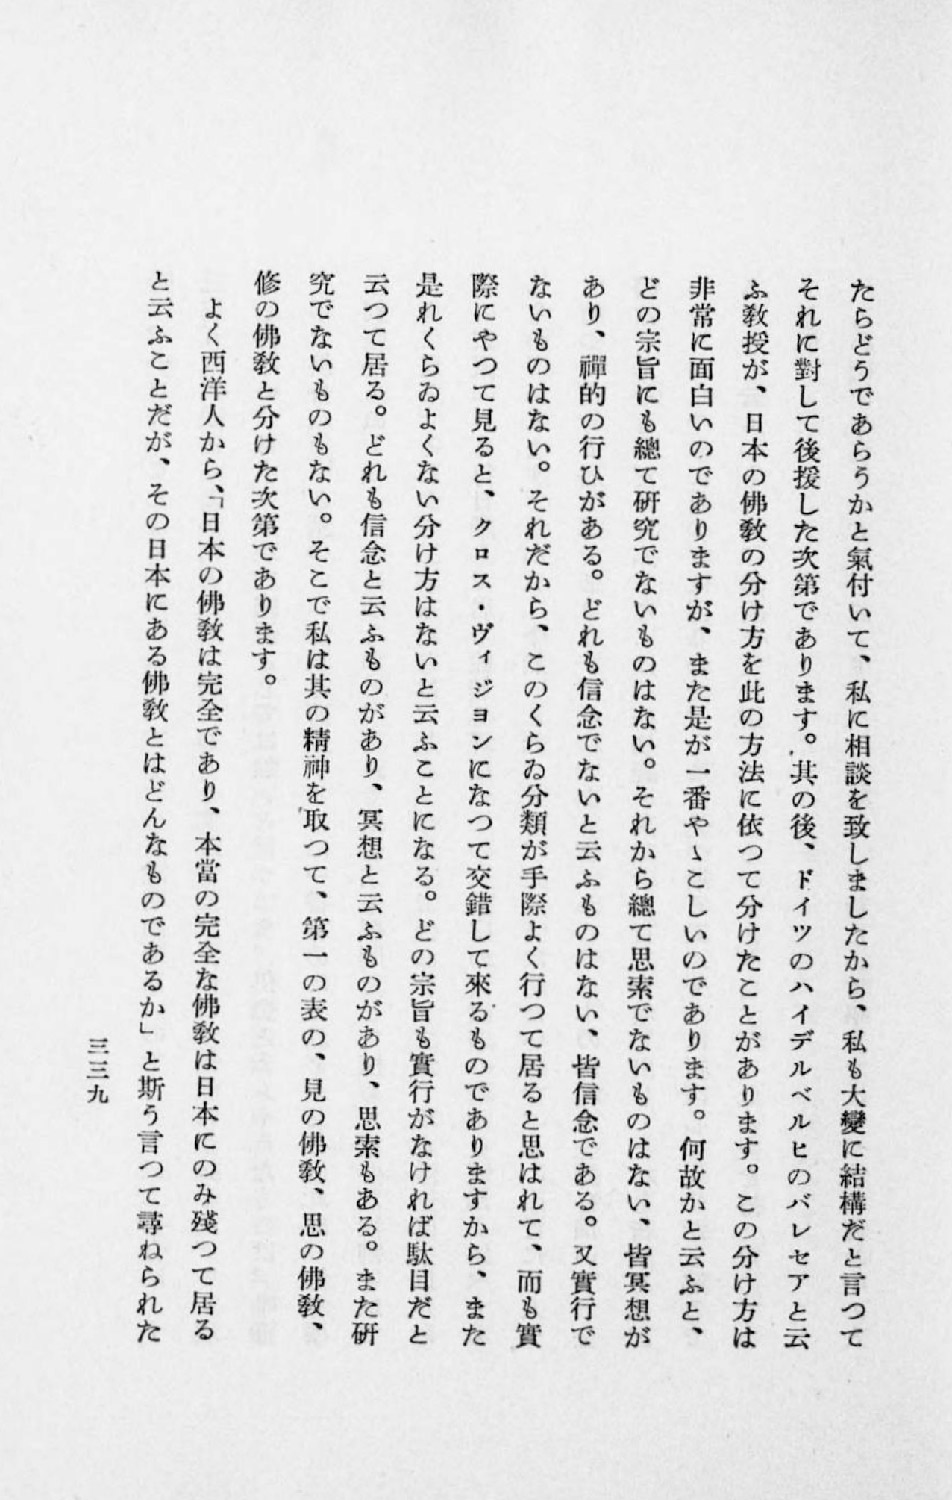 たらどうであらうかと氣付いて、私に相談を致しましたから、私も大變に結構だと言つて
それに對して後援した次第であります。其の後、ドイツのハイデルベルヒのバレセアと云
ふ教授が、日本の佛教の分け方を此の方法に依つて分けたことがあります。この分け方は
非常に面白いのでありますが、また是が一番やゝこしいのであります。何故かと云ふと、
どの宗旨にも總て研究でないものはない。それから總て思索でないものはない、皆冥想が
あり、禪的の行ひがある。どれも信念でないと云ふものはない、皆信念である。又實行で
ないものはない。それだから、このくらゐ分類が手際よく行つて居ると思はれて、而も實
際にやつて見ると、クロス・ヴィジョンになつて交錯して來るものでありますから、また
是れくらゐよくない分け方はないと云ふことになる。どの宗旨も實行がなければ駄目だと
云つて居る。どれも信念と云ふものがあり、冥想と云ふものがあり、思索もある。また研
究でないものもない。そこで私は其の精神を取つて、第一の表の、見の佛教、思の佛教、
修の佛教と分けた次第であります。
よく西洋人から、「日本の佛教は完全であり、本當の完全な佛教は日本にのみ殘つて居る
と云ふことだが、その日本にある佛教とはどんなものであるか」と斯う言つて尋ねられた
三三九